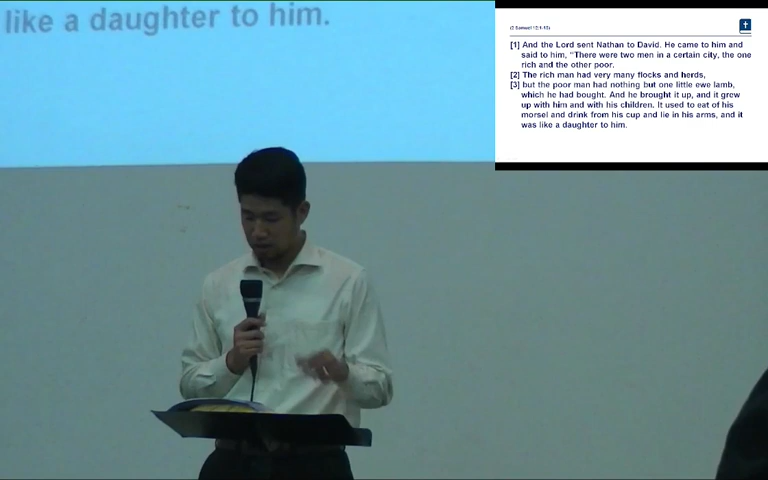 like a daughter to him.
(2 Samuel 12:1-13)
[1] And the Lord sent Nathan to David. He came to him and
said to him, "There were two men in a certain city, the one
rich and the other poor.
[2] The rich man had very many flocks and herds,
[3] but the poor man had nothing but one little ewe lamb,
which he had bought. And he brought it up, and it grew
up with him and with his children. It used to eat of his
morsel and drink from his cup and lie in his arms, and it
was like a daughter to him.